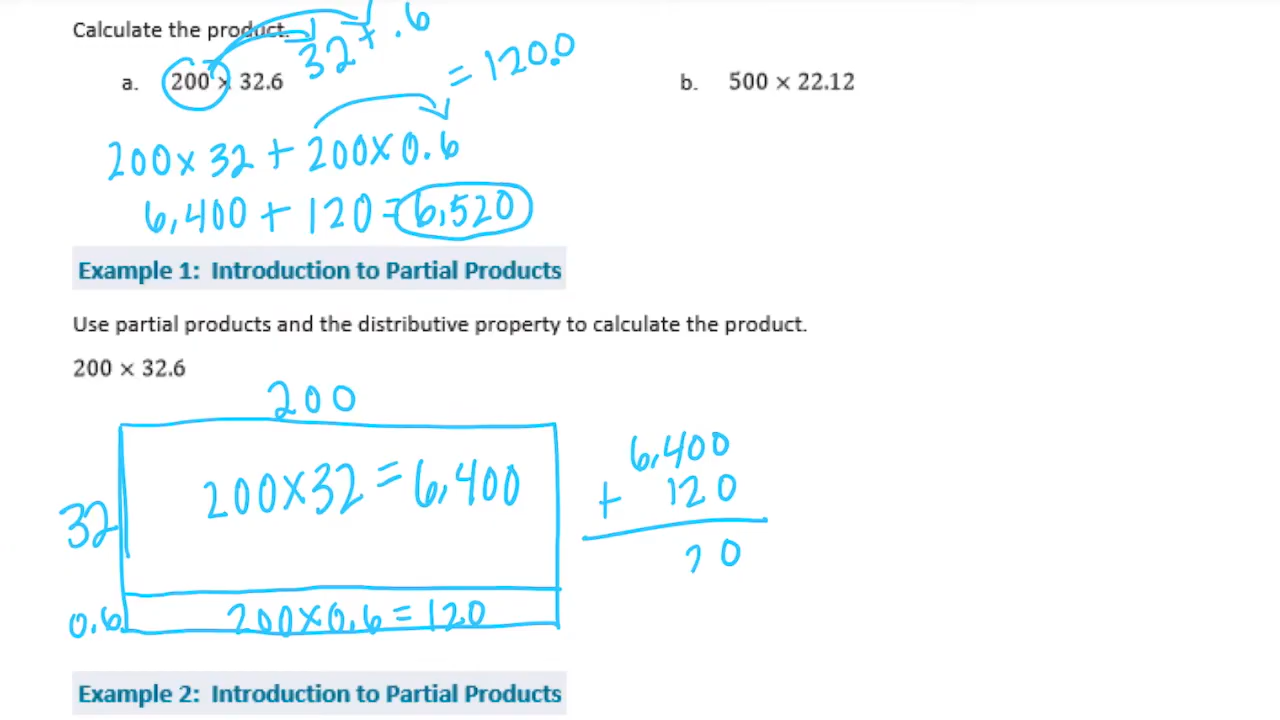 Calculate the product.
32 + .6
a. 200 × 32.6
= 120.0
b. 500 × 22.12
200 x 32 + 200 x 0.6
6,400 + 120 = 6,520
Example 1: Introduction to Partial Products
Use partial products and the distributive property to calculate the product.
200 × 32.6
200
32
200 x 32 = 6,400
0.6
200 x 0.6 = 120
6,400
+ 120
20
Example 2: Introduction to Partial Products